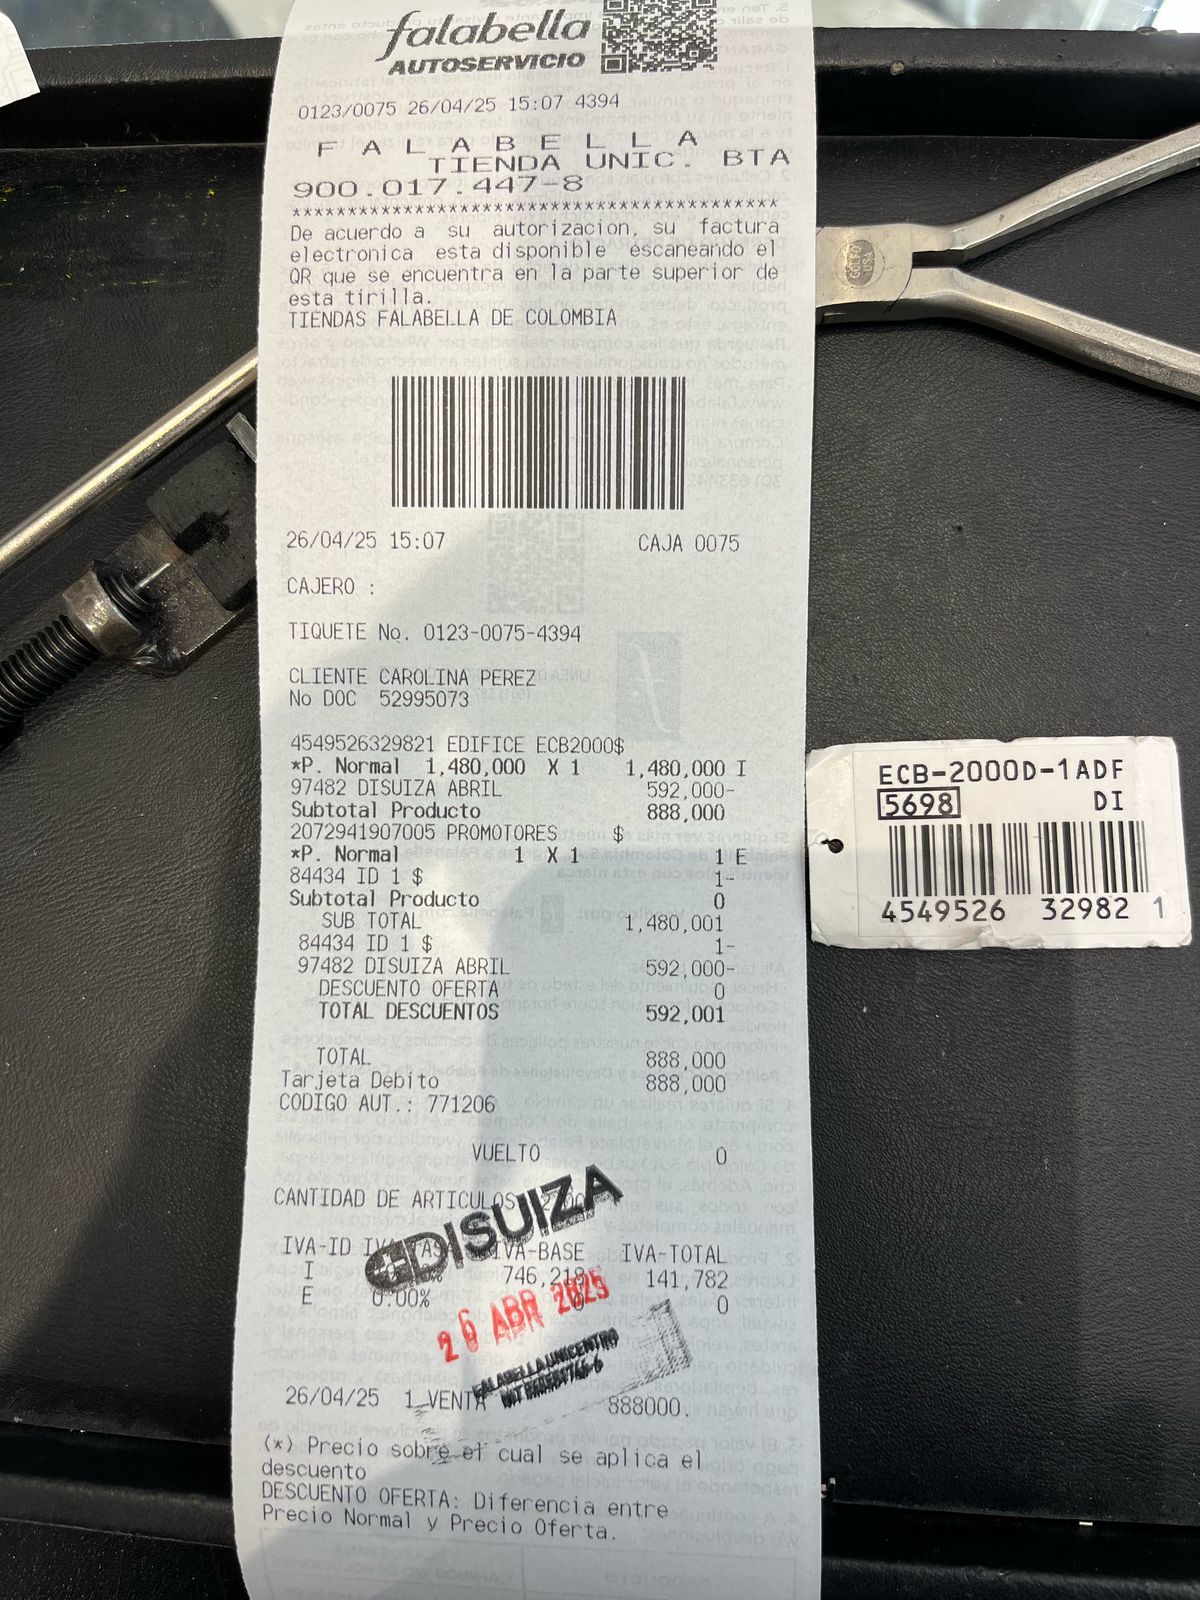 falabella
AUTOSERVICIO
0123/0075 26/04/25 15:07 4394
F A L A B E L L A
TIENDA UNIC. BTA
900.017.447-8
******************************************
De acuerdo a su autorizacion, su factura
electronica esta disponible escaneando el
QR que se encuentra en la parte superior de
esta tirilla.
TIENDAS FALABELLA DE COLOMBIA
26/04/25 15:07 CAJA 0075
CAJERO :
TIQUETE No. 0123-0075-4394
CLIENTE CAROLINA PEREZ
No DOC 52995073
4549526329821 EDIFICE ECB2000$
*P. Normal 1,480,000 X 1 1,480,000 I
97482 DISUIZA ABRIL 592,000-
Subtotal Producto 888,000
2072941907005 PROMOTORES $
*P. Normal 1 X 1 1 E
84434 ID 1 $ 1-
Subtotal Producto 0
SUB TOTAL 1,480,001
84434 ID 1 $ 1-
97482 DISUIZA ABRIL 592,000-
DESCUENTO OFERTA 0
TOTAL DESCUENTOS 592,001
TOTAL 888,000
Tarjeta Debito 888,000
CODIGO AUT.: 771206
VUELTO 0
CANTIDAD DE ARTICULOS
DISUIZA
IVA-ID IVA-BASE IVA-TOTAL
I 746,218 141,782
E 0.00% 0 0
26 ABR 2025
FALABELLA UNICENTRO
26/04/25 1 VENTA 888000.
(*) Precio sobre el cual se aplica el
descuento
DESCUENTO OFERTA: Diferencia entre
Precio Normal y Precio Oferta.
ECB-2000D-1ADF
5698 DI
4549526 32982 1
USA